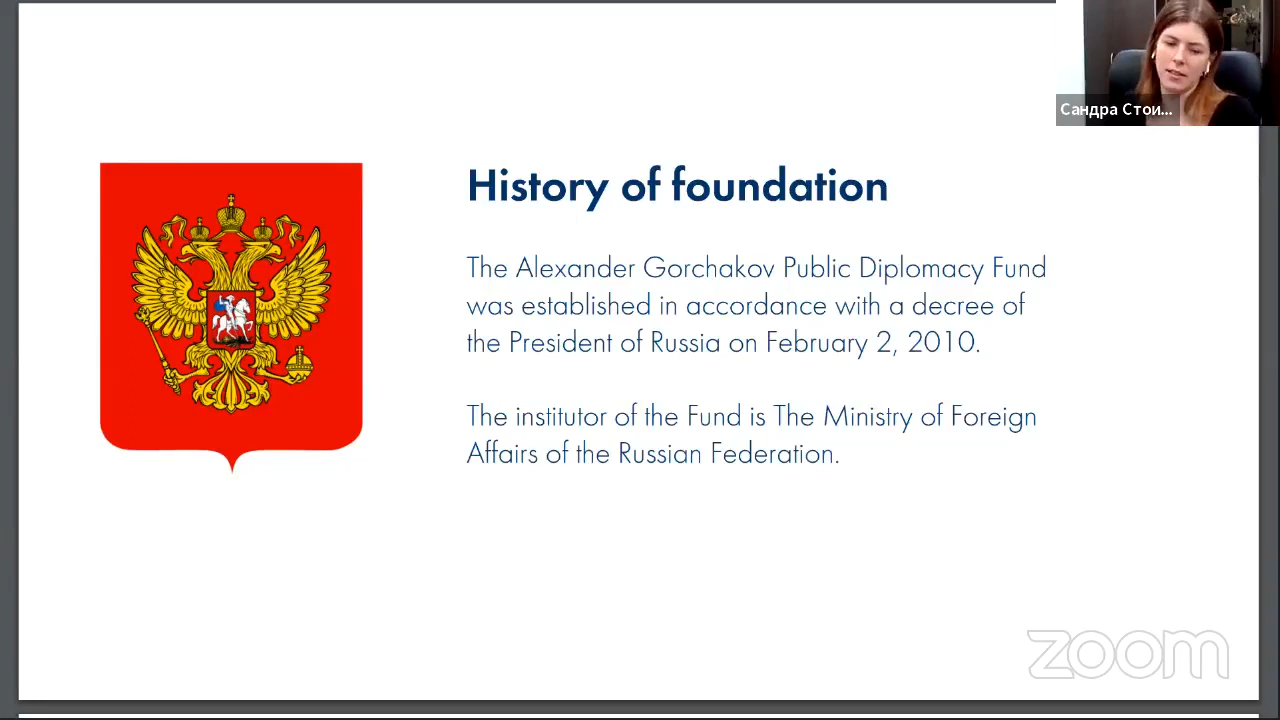 Сандра Стои...
History of foundation
The Alexander Gorchakov Public Diplomacy Fund
was established in accordance with a decree of
the President of Russia on February 2, 2010.
The institutor of the Fund is The Ministry of Foreign
Affairs of the Russian Federation.
zoom